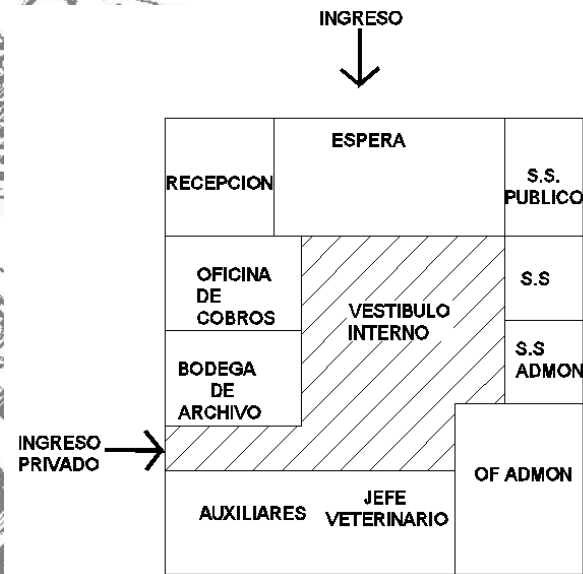 INGRESO
ESPERA
RECEPCION
S.S.
PUBLICO
OFICINA
DE
COBROS
VESTIBULO
INTERNO
S.S
S.S
ADMON
BODEGA
DE
ARCHIVO
INGRESO
PRIVADO
OF ADMON
AUXILIARES
JEFE
VETERINARIO